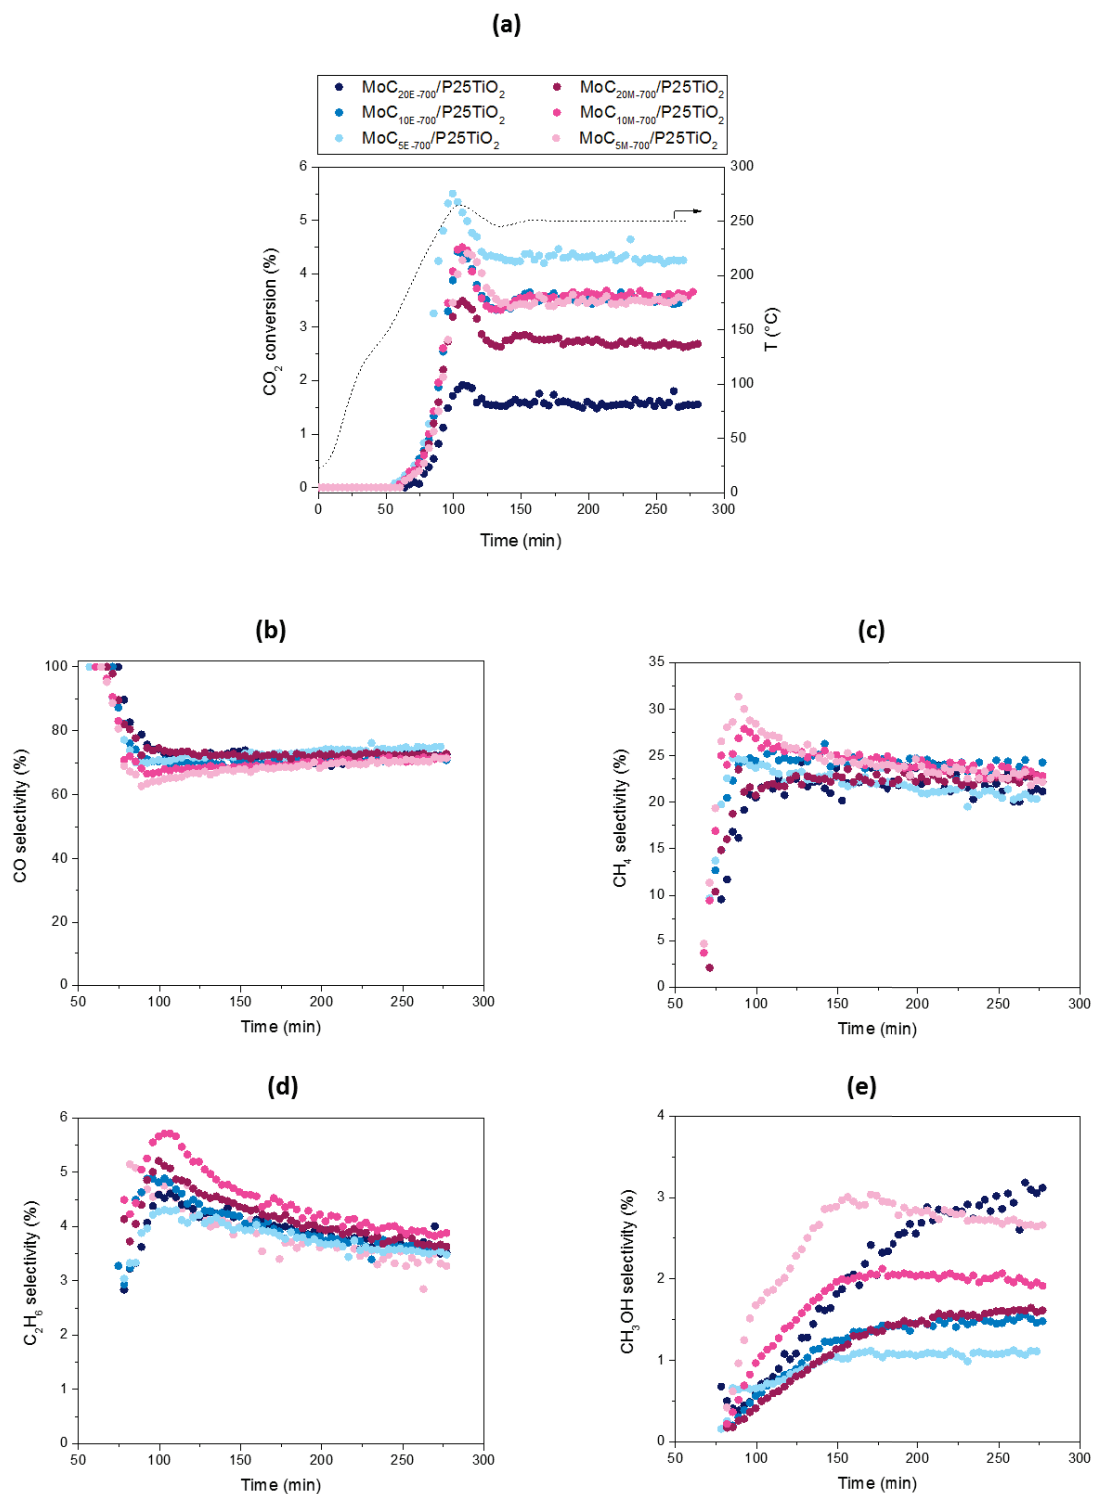 (a)
MoC20E-700/P25TiO2 MoC20M-700/P25TiO2
MoC10E-700/P25TiO2 MoC10M-700/P25TiO2
MoC5E-700/P25TiO2 MoC5M-700/P25TiO2
6
5
4
3
2
1
0
CO2 conversion (%)
300
250
200
150
100
50
0
T (°C)
0 50 100 150 200 250 300
Time (min)
(b)
100
80
60
40
20
0
CO selectivity (%)
50 100 150 200 250 300
Time (min)
(c)
35
30
25
20
15
10
5
0
CH4 selectivity (%)
50 100 150 200 250 300
Time (min)
(d)
6
5
4
3
2
1
0
C2H6 selectivity (%)
50 100 150 200 250 300
Time (min)
(e)
4
3
2
1
0
CH3OH selectivity (%)
50 100 150 200 250 300
Time (min)